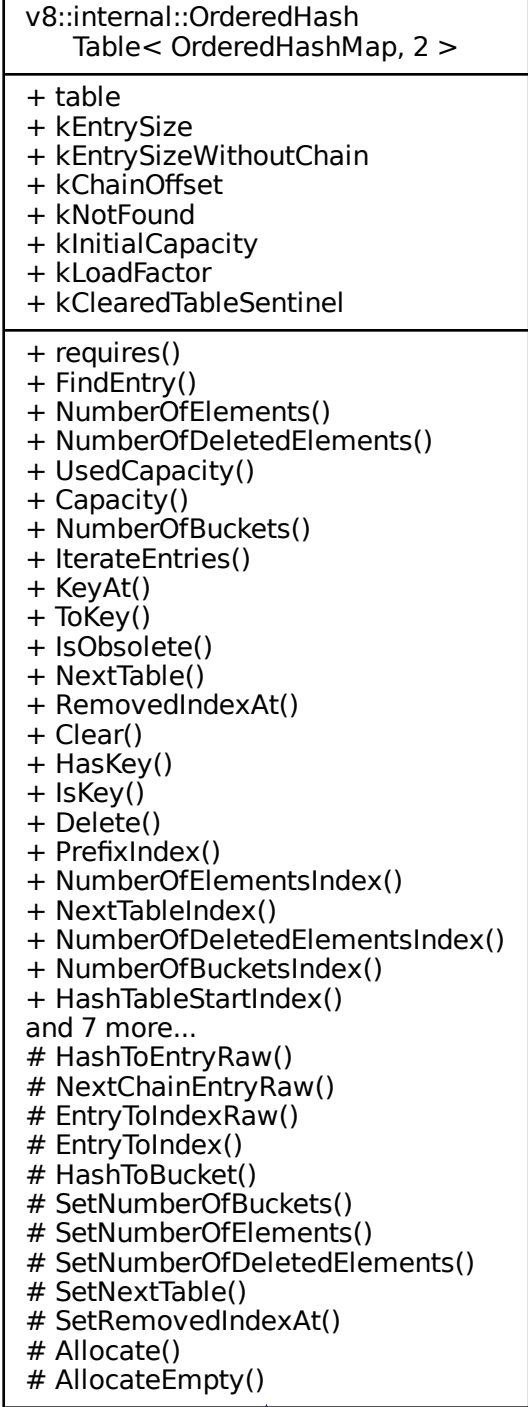 v8::internal::OrderedHash
Table< OrderedHashMap, 2 >
+ table
+ kEntrySize
+ kEntrySizeWithoutChain
+ kChainOffset
+ kNotFound
+ kInitialCapacity
+ kLoadFactor
+ kClearedTableSentinel
+ requires()
+ FindEntry()
+ NumberOfElements()
+ NumberOfDeletedElements()
+ UsedCapacity()
+ Capacity()
+ NumberOfBuckets()
+ IterateEntries()
+ KeyAt()
+ ToKey()
+ IsObsolete()
+ NextTable()
+ RemovedIndexAt()
+ Clear()
+ HasKey()
+ IsKey()
+ Delete()
+ PrefixIndex()
+ NumberOfElementsIndex()
+ NextTableIndex()
+ NumberOfDeletedElementsIndex()
+ NumberOfBucketsIndex()
+ HashTableStartIndex()
and 7 more...
# HashToEntryRaw()
# NextChainEntryRaw()
# EntryToIndexRaw()
# EntryToIndex()
# HashToBucket()
# SetNumberOfBuckets()
# SetNumberOfElements()
# SetNumberOfDeletedElements()
# SetNextTable()
# SetRemovedIndexAt()
# Allocate()
# AllocateEmpty()